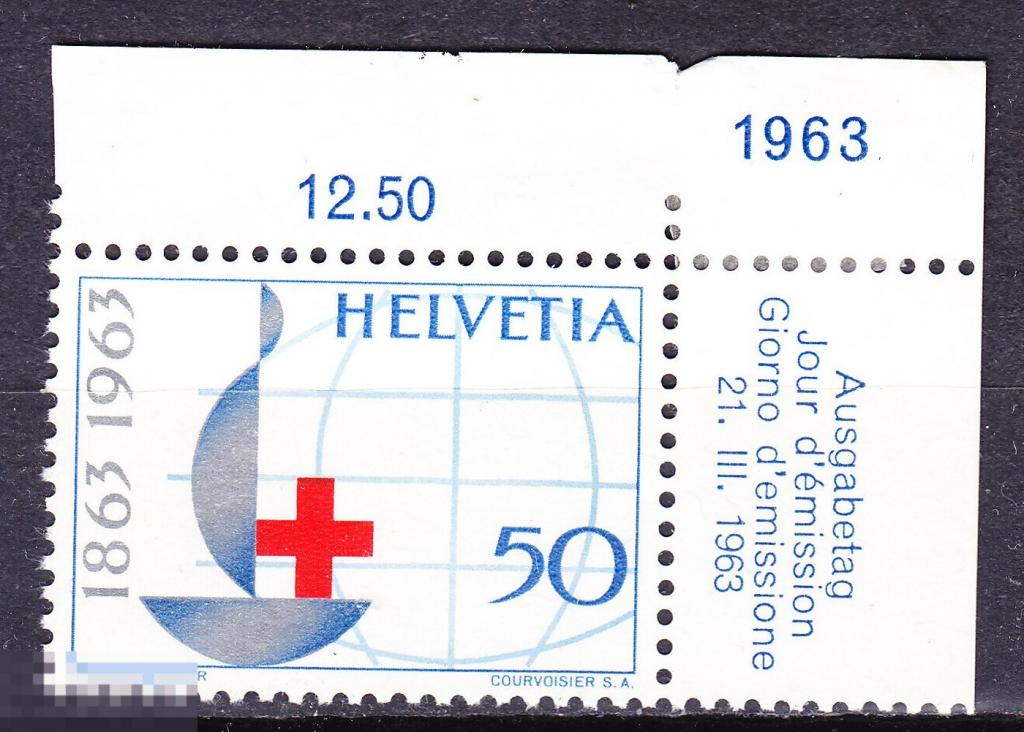 1963
12.50
HELVETIA
1863 1963
50
COURVOISIER S.A.
Ausgabetag
Jour d'émission
Giorno d'emissione
21. III. 1963